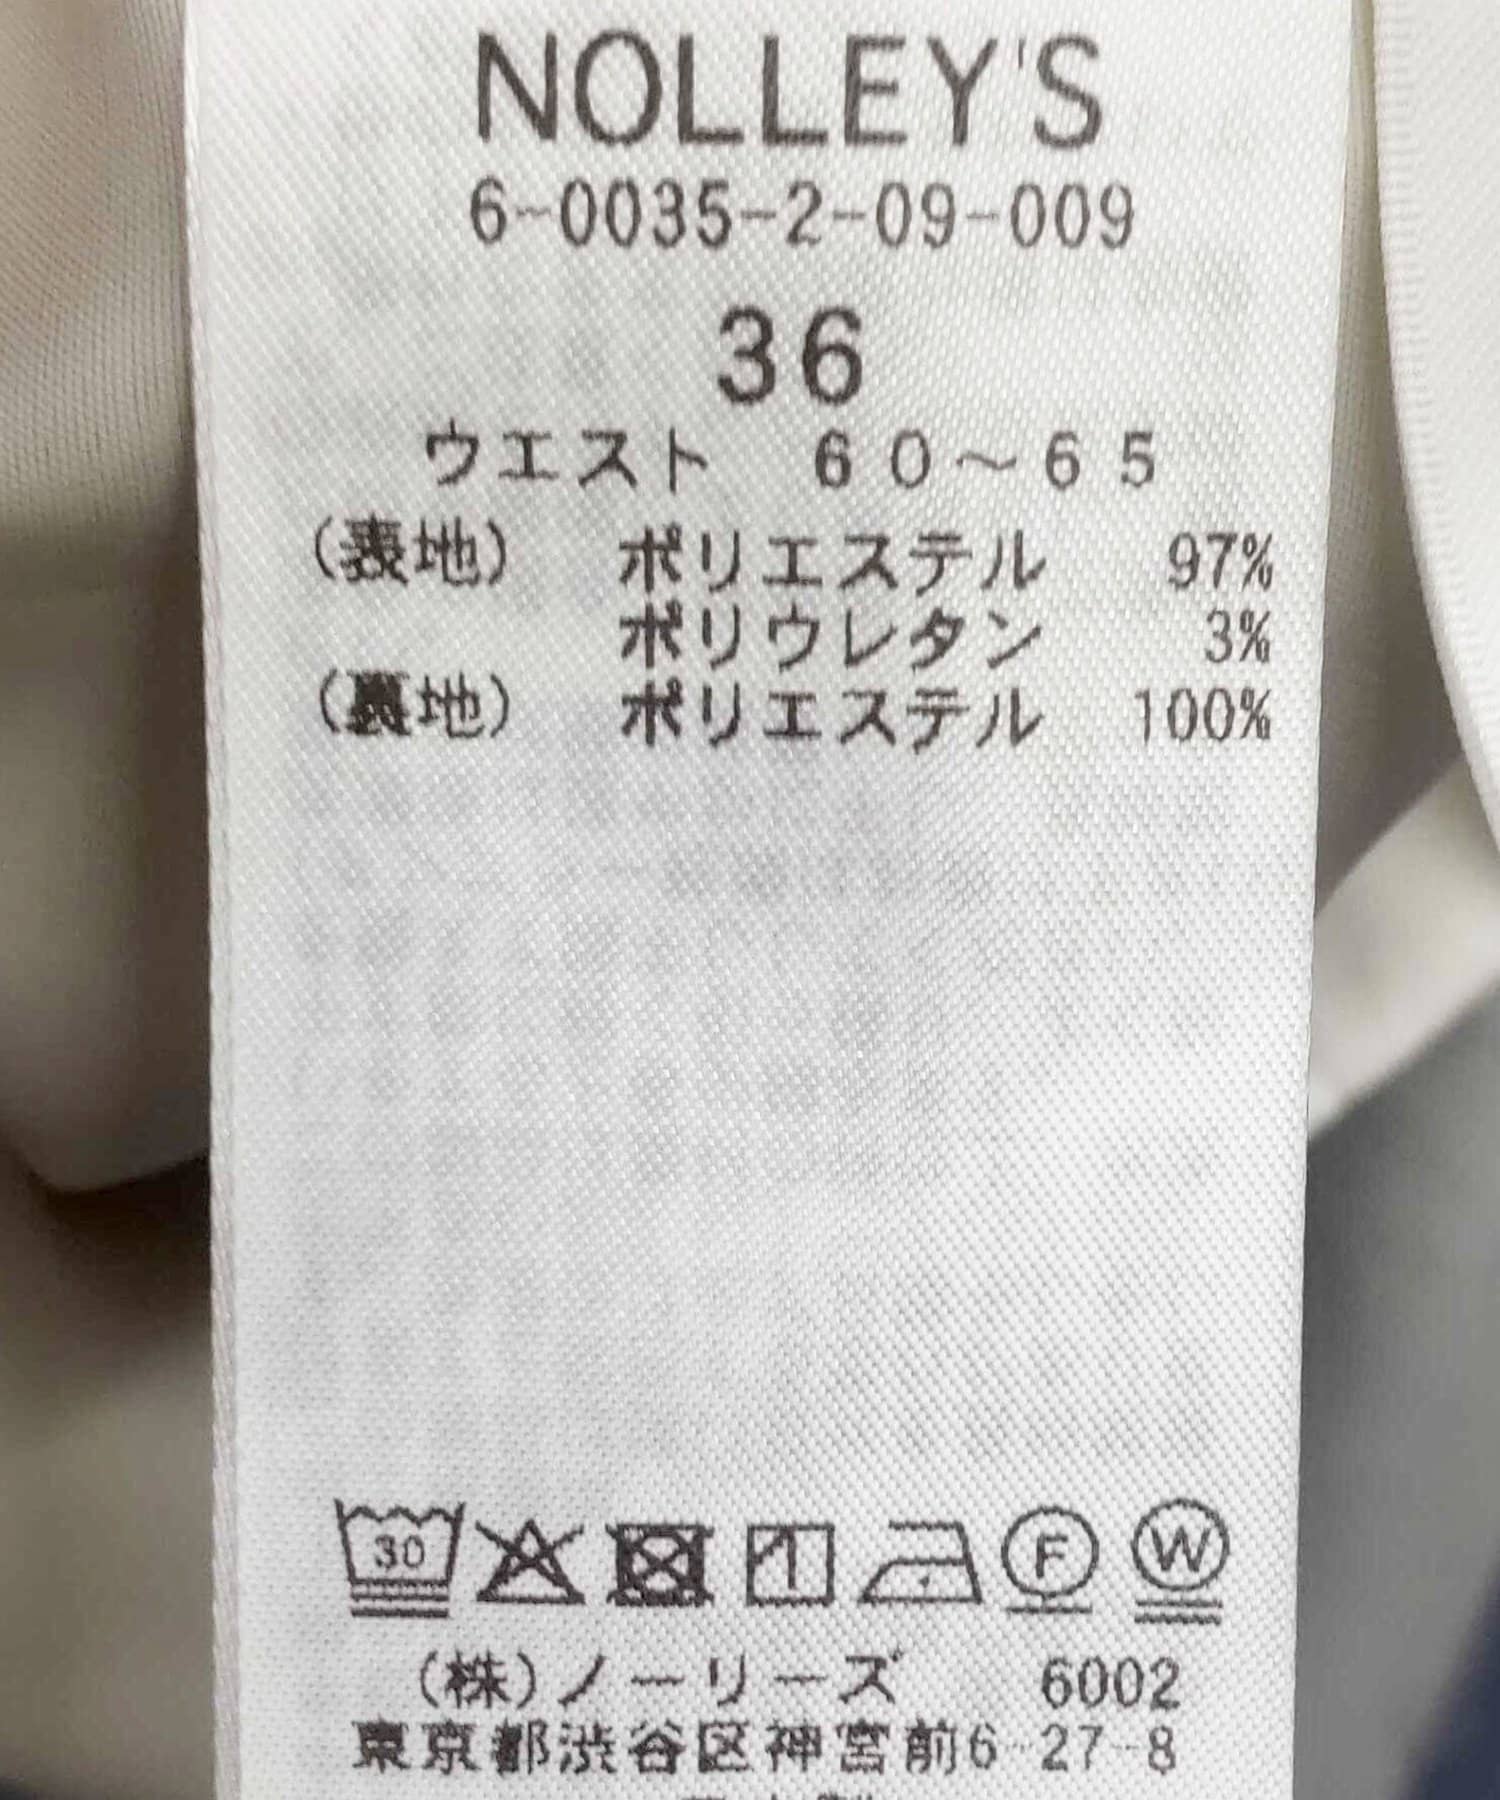 NOLLEY'S
6-0035-2-09-009
36
ウエスト 60～65
(表地) ポリエステル 97%
ポリウレタン 3%
(裏地) ポリエステル 100%
30 F W
(株)ノーリーズ 6002
東京都渋谷区神宮前6-27-8